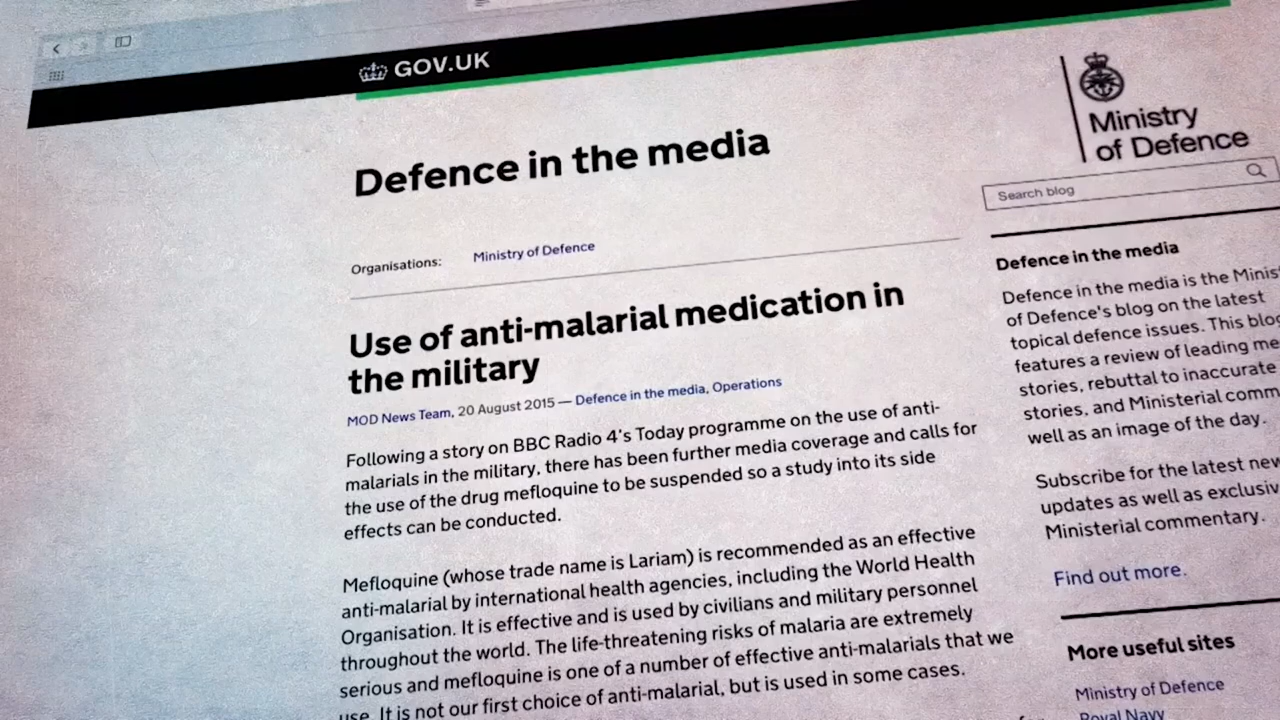 GOV.UK
Defence in the media
Ministry
of Defence
Search blog
Organisations: Ministry of Defence
Use of anti-malarial medication in
the military
MOD News Team, 20 August 2015 — Defence in the media, Operations
Following a story on BBC Radio 4's Today programme on the use of anti-
malarials in the military, there has been further media coverage and calls for
the use of the drug mefloquine to be suspended so a study into its side
effects can be conducted.
Mefloquine (whose trade name is Lariam) is recommended as an effective
anti-malarial by international health agencies, including the World Health
Organisation. It is effective and is used by civilians and military personnel
throughout the world. The life-threatening risks of malaria are extremely
serious and mefloquine is one of a number of effective anti-malarials that we
use. It is not our first choice of anti-malarial, but is used in some cases.
Defence in the media
Defence in the media is the Minis
of Defence's blog on the latest
topical defence issues. This blog
features a review of leading me
stories, rebuttal to inaccurate
stories, and Ministerial comm
well as an image of the day.
Subscribe for the latest new
updates as well as exclusiv
Ministerial commentary.
Find out more.
More useful sites
Ministry of Defence
Royal Navy